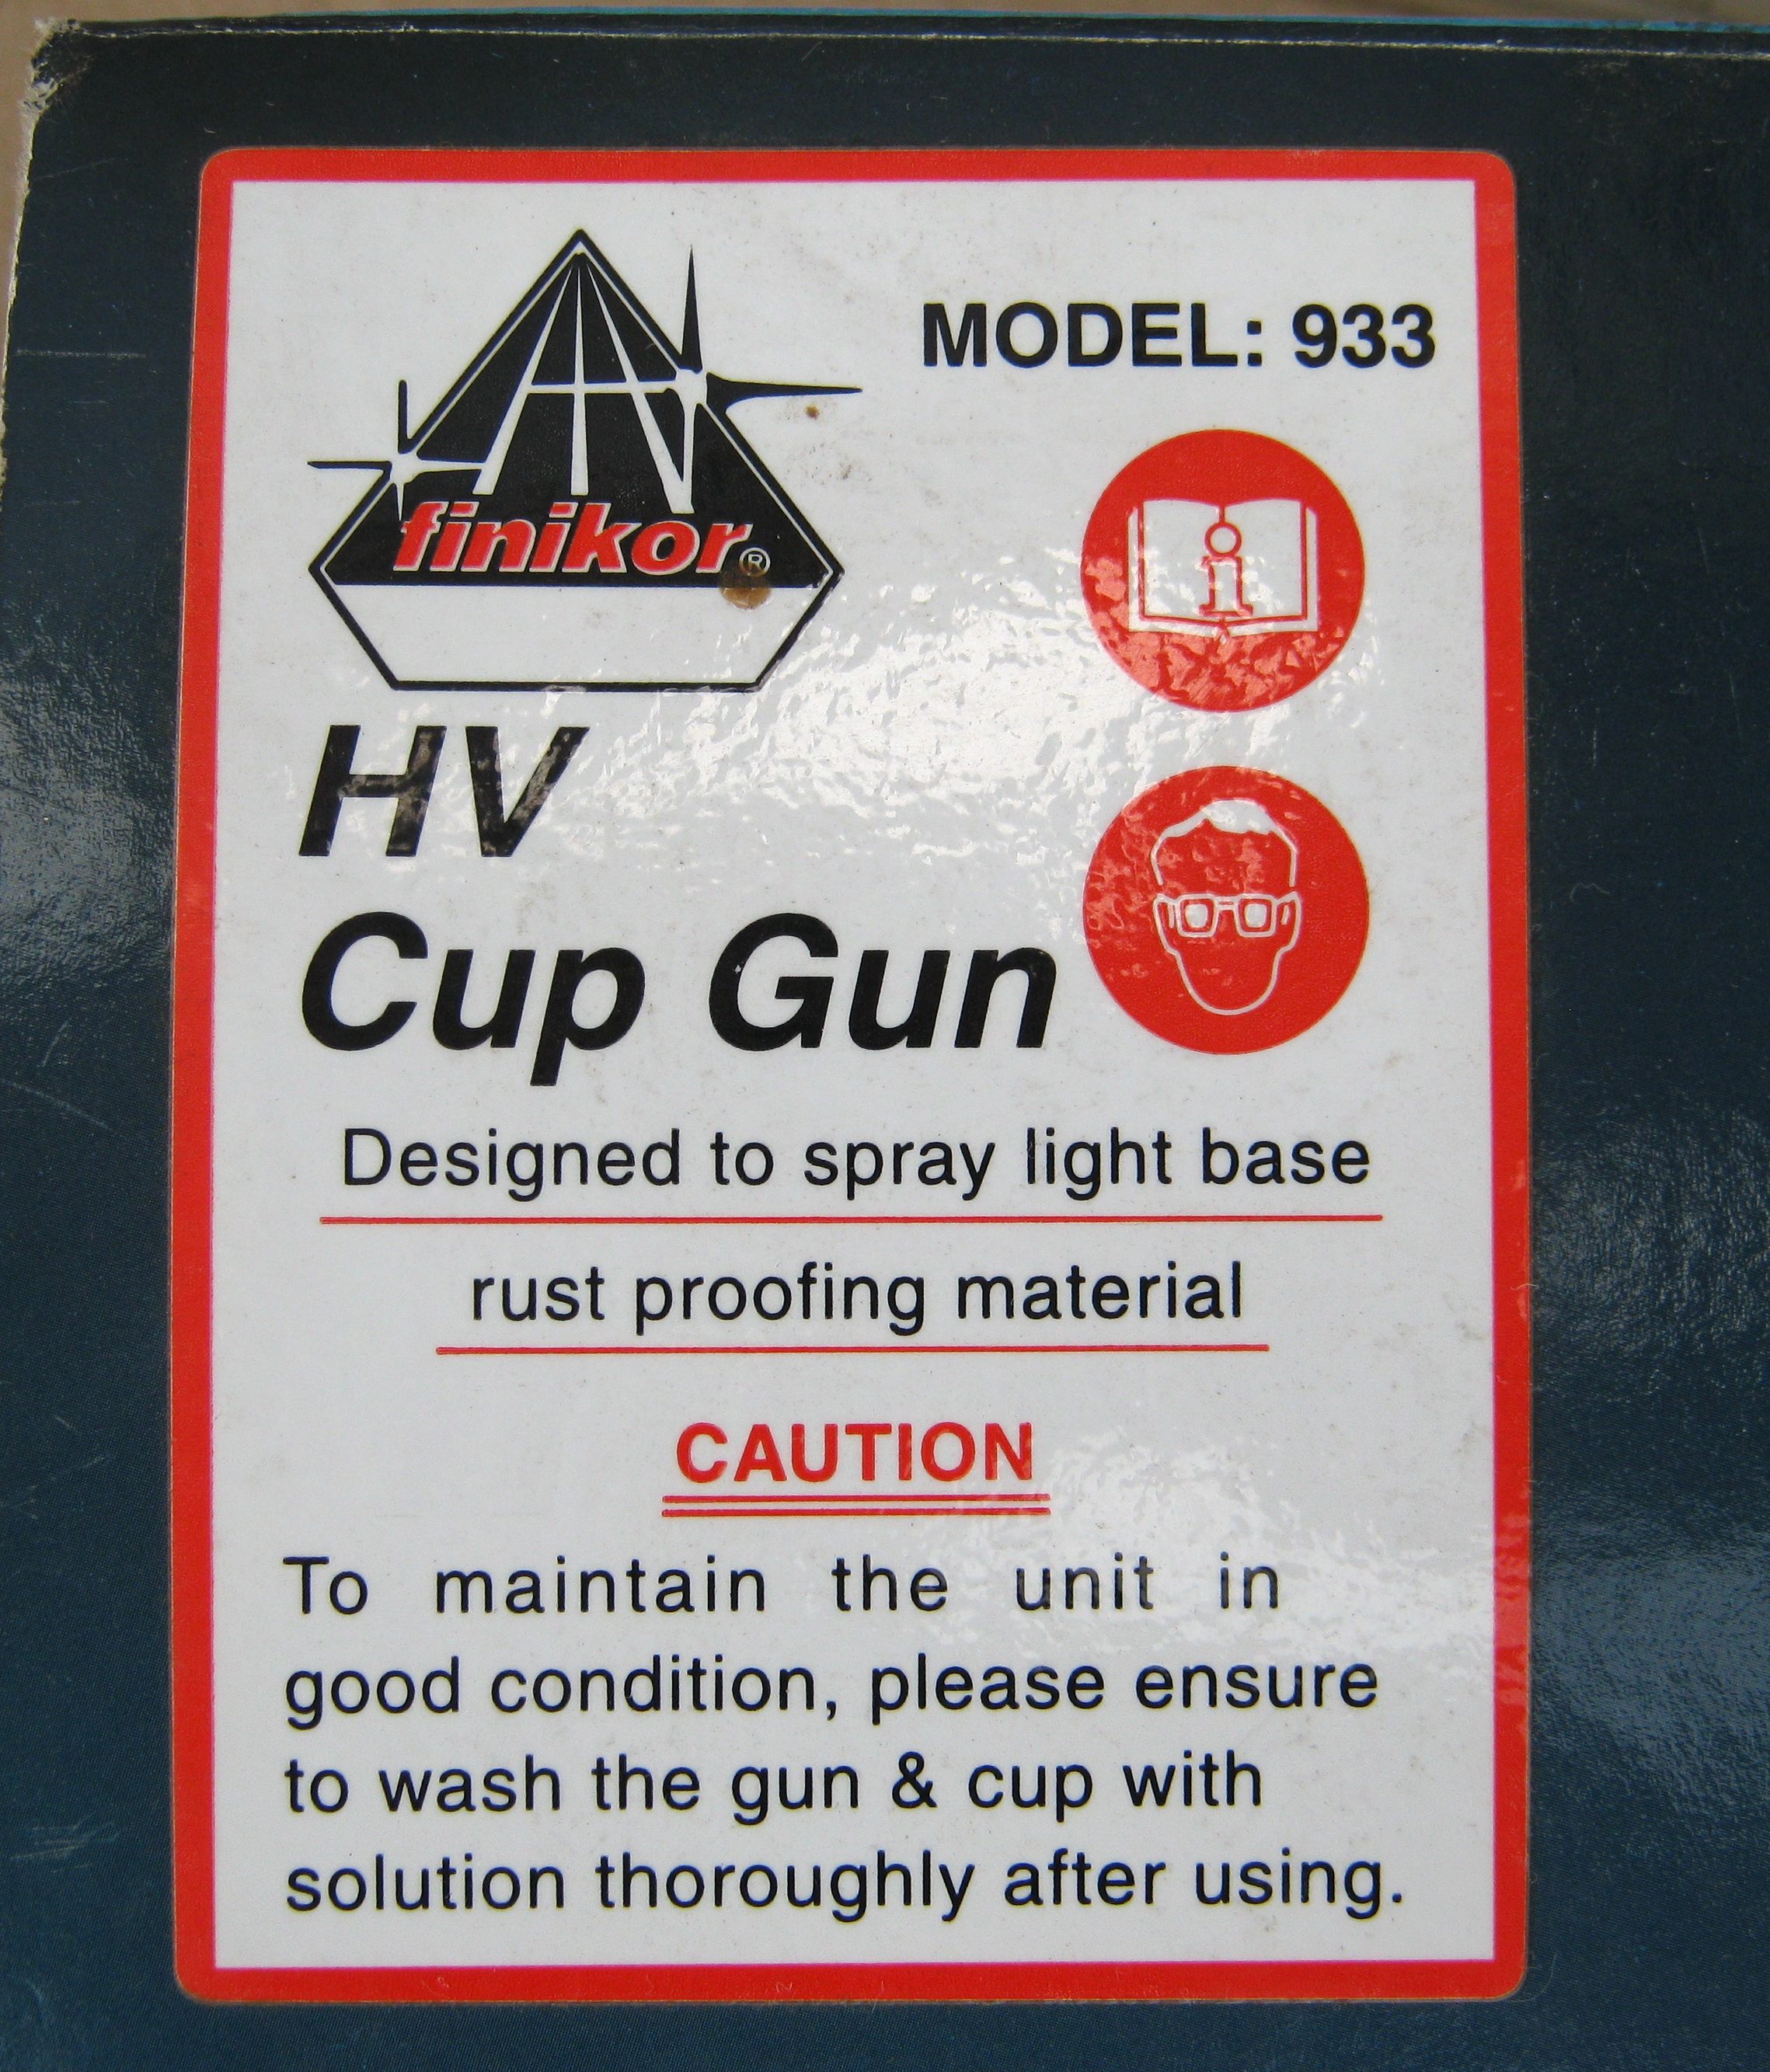 MODEL: 933
finikor®
i
HV
Cup Gun
Designed to spray light base
rust proofing material
CAUTION
To maintain the unit in
good condition, please ensure
to wash the gun & cup with
solution thoroughly after using.